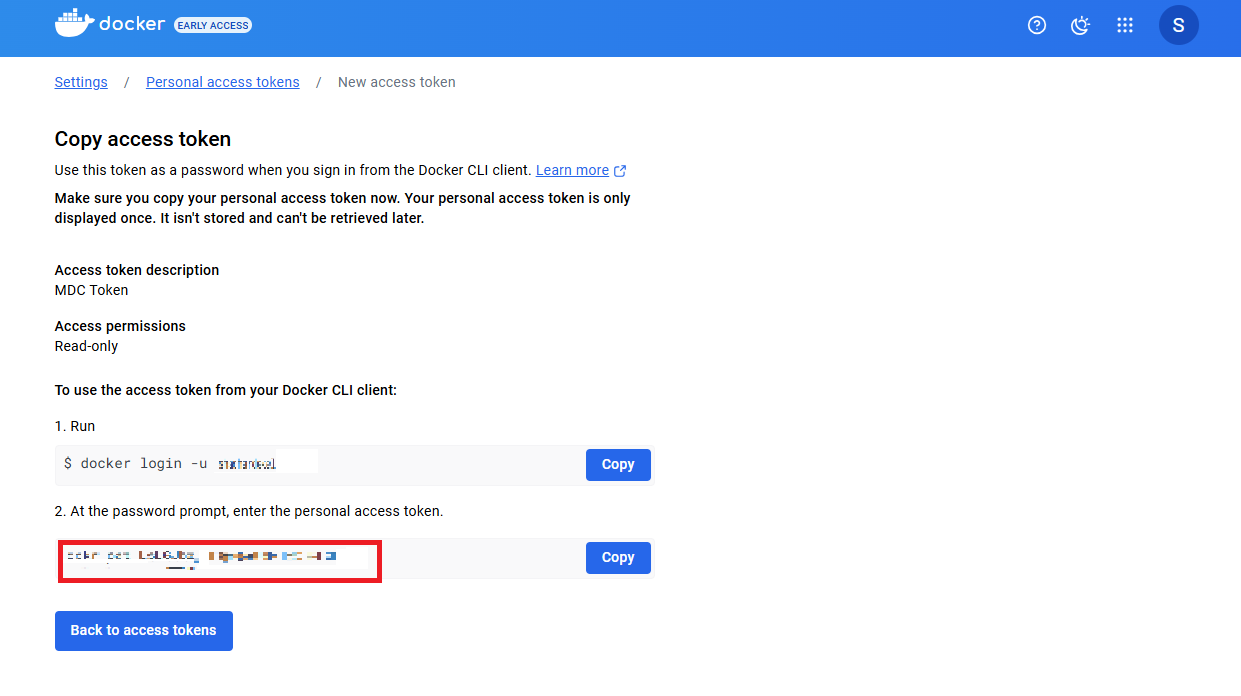 docker EARLY ACCESS
S
Settings / Personal access tokens / New access token
Copy access token
Use this token as a password when you sign in from the Docker CLI client. Learn more
Make sure you copy your personal access token now. Your personal access token is only
displayed once. It isn't stored and can't be retrieved later.
Access token description
MDC Token
Access permissions
Read-only
To use the access token from your Docker CLI client:
1. Run
$ docker login -u
Copy
2. At the password prompt, enter the personal access token.
Copy
Back to access tokens